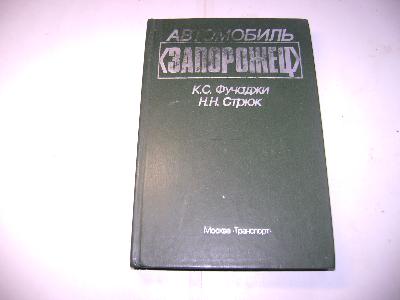 АВТОМОБИЛЬ
«ЗАПОРОЖЕЦ»
К.С. Фучаджи
Н.Н. Стрюк
Москва «Транспорт»